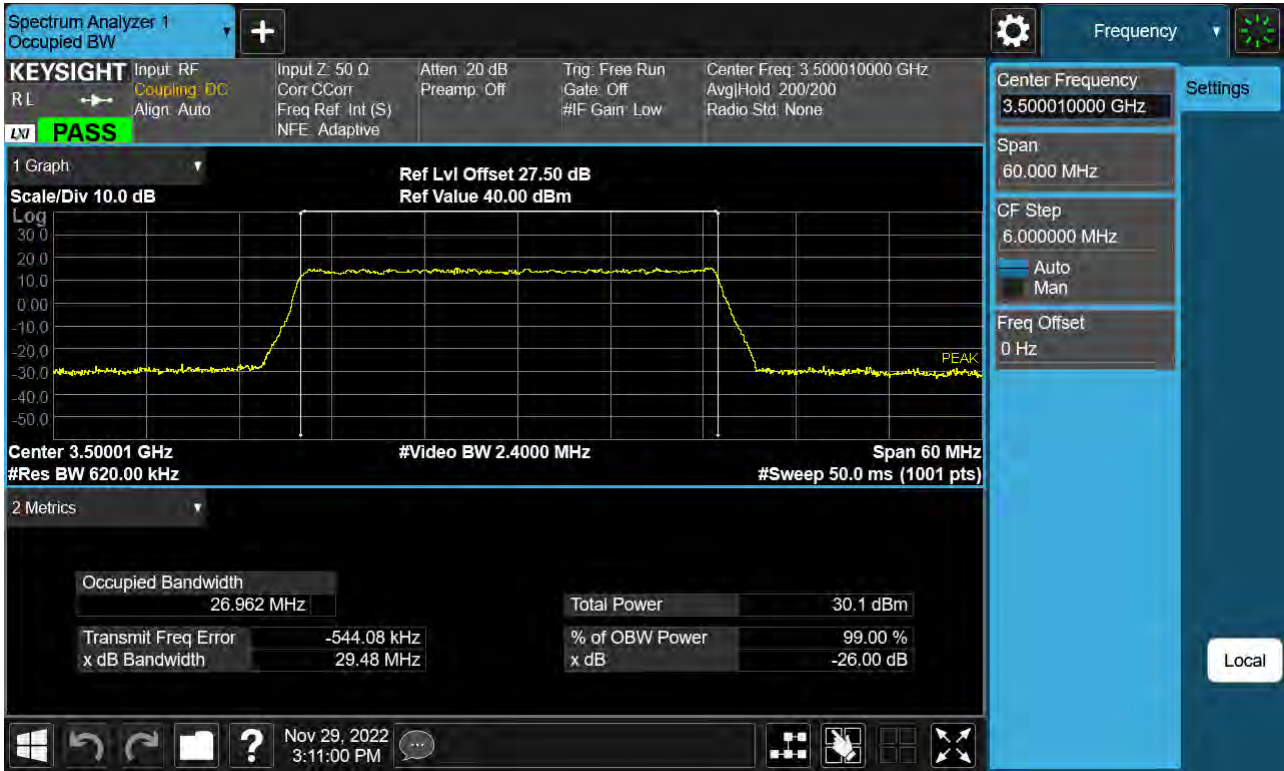 Spectrum Analyzer 1
Occupied BW
Frequency
KEYSIGHT
R L
LXI
PASS
Input: RF
Coupling: DC
Align: Auto
Input Z: 50 Ω
Corr CCorr
Freq Ref: Int (S)
NFE: Adaptive
Atten: 20 dB
Preamp: Off
Trig: Free Run
Gate: Off
#IF Gain: Low
Center Freq: 3.500010000 GHz
Avg|Hold: 200/200
Radio Std: None
1 Graph
Scale/Div 10.0 dB
Ref Lvl Offset 27.50 dB
Ref Value 40.00 dBm
Log
30.0
20.0
10.0
0.00
-10.0
-20.0
-30.0
-40.0
-50.0
PEAK
Center 3.50001 GHz
#Res BW 620.00 kHz
#Video BW 2.4000 MHz
Span 60 MHz
#Sweep 50.0 ms (1001 pts)
2 Metrics
Occupied Bandwidth
26.962 MHz
Transmit Freq Error -544.08 kHz
x dB Bandwidth 29.48 MHz
Total Power 30.1 dBm
% of OBW Power 99.00 %
x dB -26.00 dB
Nov 29, 2022
3:11:00 PM
Center Frequency
3.500010000 GHz
Span
60.000 MHz
CF Step
6.000000 MHz
Auto
Man
Freq Offset
0 Hz
Settings
Local